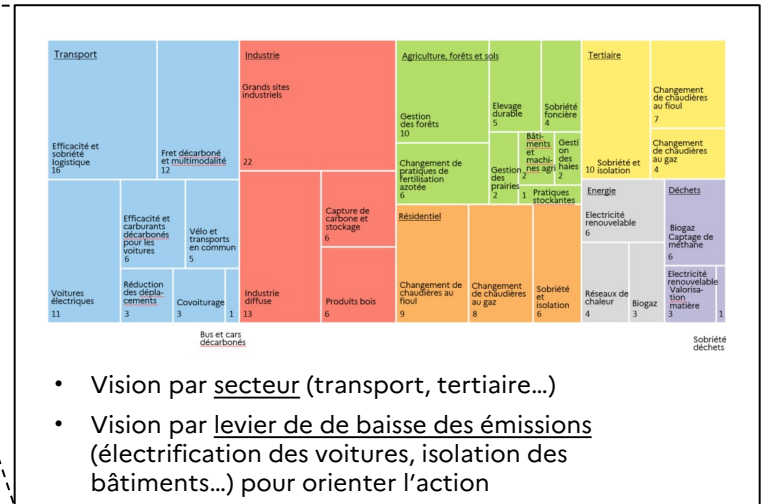 Transport
Efficacité et
sobriété
logistique
16
Fret décarboné
et multimodalité
12
Voitures
électriques
11
Efficacité et
carburants
décarbonés
pour les
voitures
6
Vélo et
transports
en commun
5
Réduction
des dépla-
cements
3
Covoiturage
3
1
Bus et cars
décarbonés
Industrie
Grands sites
industriels
22
Industrie
diffuse
13
Capture de
carbone et
stockage
6
Produits bois
6
Agriculture, forêts et sols
Gestion
des forêts
10
Elevage
durable
5
Sobriété
foncière
4
Changement de
pratiques de
fertilisation
azotée
6
Gestion
des
prairies
2
Bâti-
ments
et
machi-
nes agri
2
Gesti
on
des
haies
2
1 Pratiques
stockantes
Résidentiel
Changement de
chaudières au
fioul
9
Changement de
chaudières
au gaz
8
Sobriété
et
isolation
6
Tertiaire
10 Sobriété et
isolation
Changement
de chaudières
au fioul
7
Changement
de chaudières
au gaz
4
Energie
Electricité
renouvelable
6
Réseaux de
chaleur
4
Biogaz
3
Déchets
Biogaz
Captage de
méthane
6
Electricité
renouvelable
Valorisa-
tion
matière
3
1
Sobriété
déchets
• Vision par secteur (transport, tertiaire…)
• Vision par levier de de baisse des émissions
(électrification des voitures, isolation des
bâtiments…) pour orienter l’action